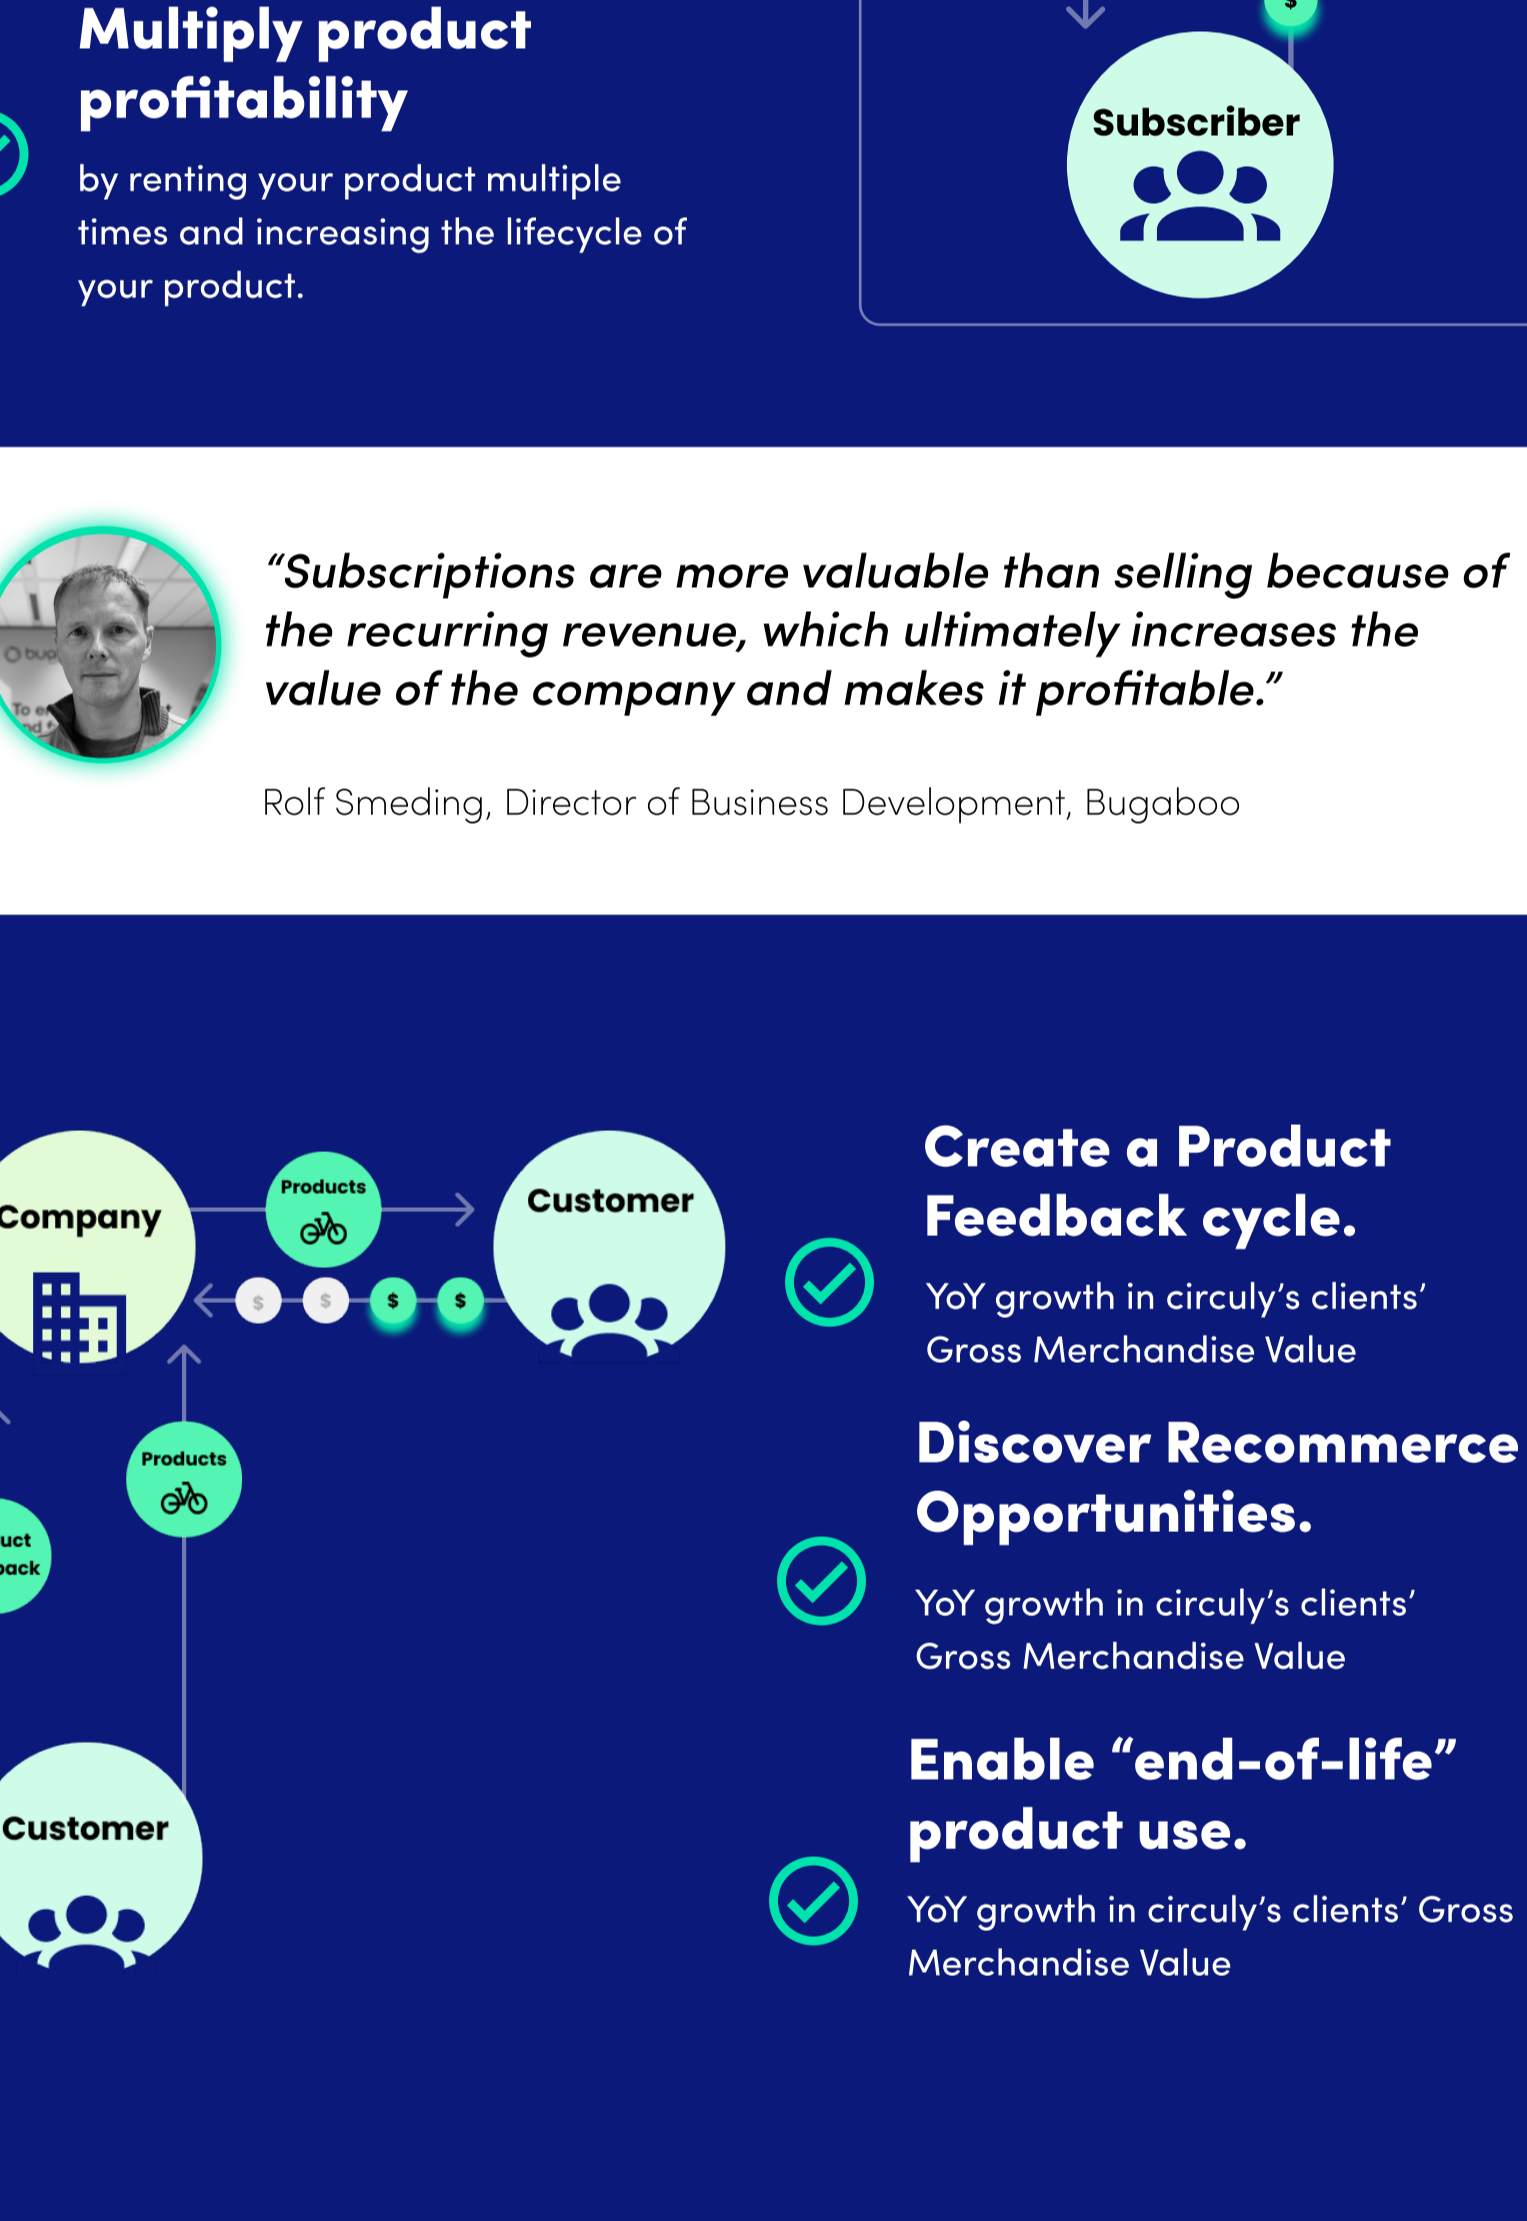 Multiply product
profitability
by renting your product multiple
times and increasing the lifecycle of
your product.
$
Subscriber
“Subscriptions are more valuable than selling because of
the recurring revenue, which ultimately increases the
value of the company and makes it profitable.”
Rolf Smeding, Director of Business Development, Bugaboo
Company
Products
Customer
$ $ $ $
Products
uct
back
Customer
Create a Product
Feedback cycle.
YoY growth in circuly’s clients’
Gross Merchandise Value
Discover Recommerce
Opportunities.
YoY growth in circuly’s clients’
Gross Merchandise Value
Enable “end-of-life”
product use.
YoY growth in circuly’s clients’ Gross
Merchandise Value